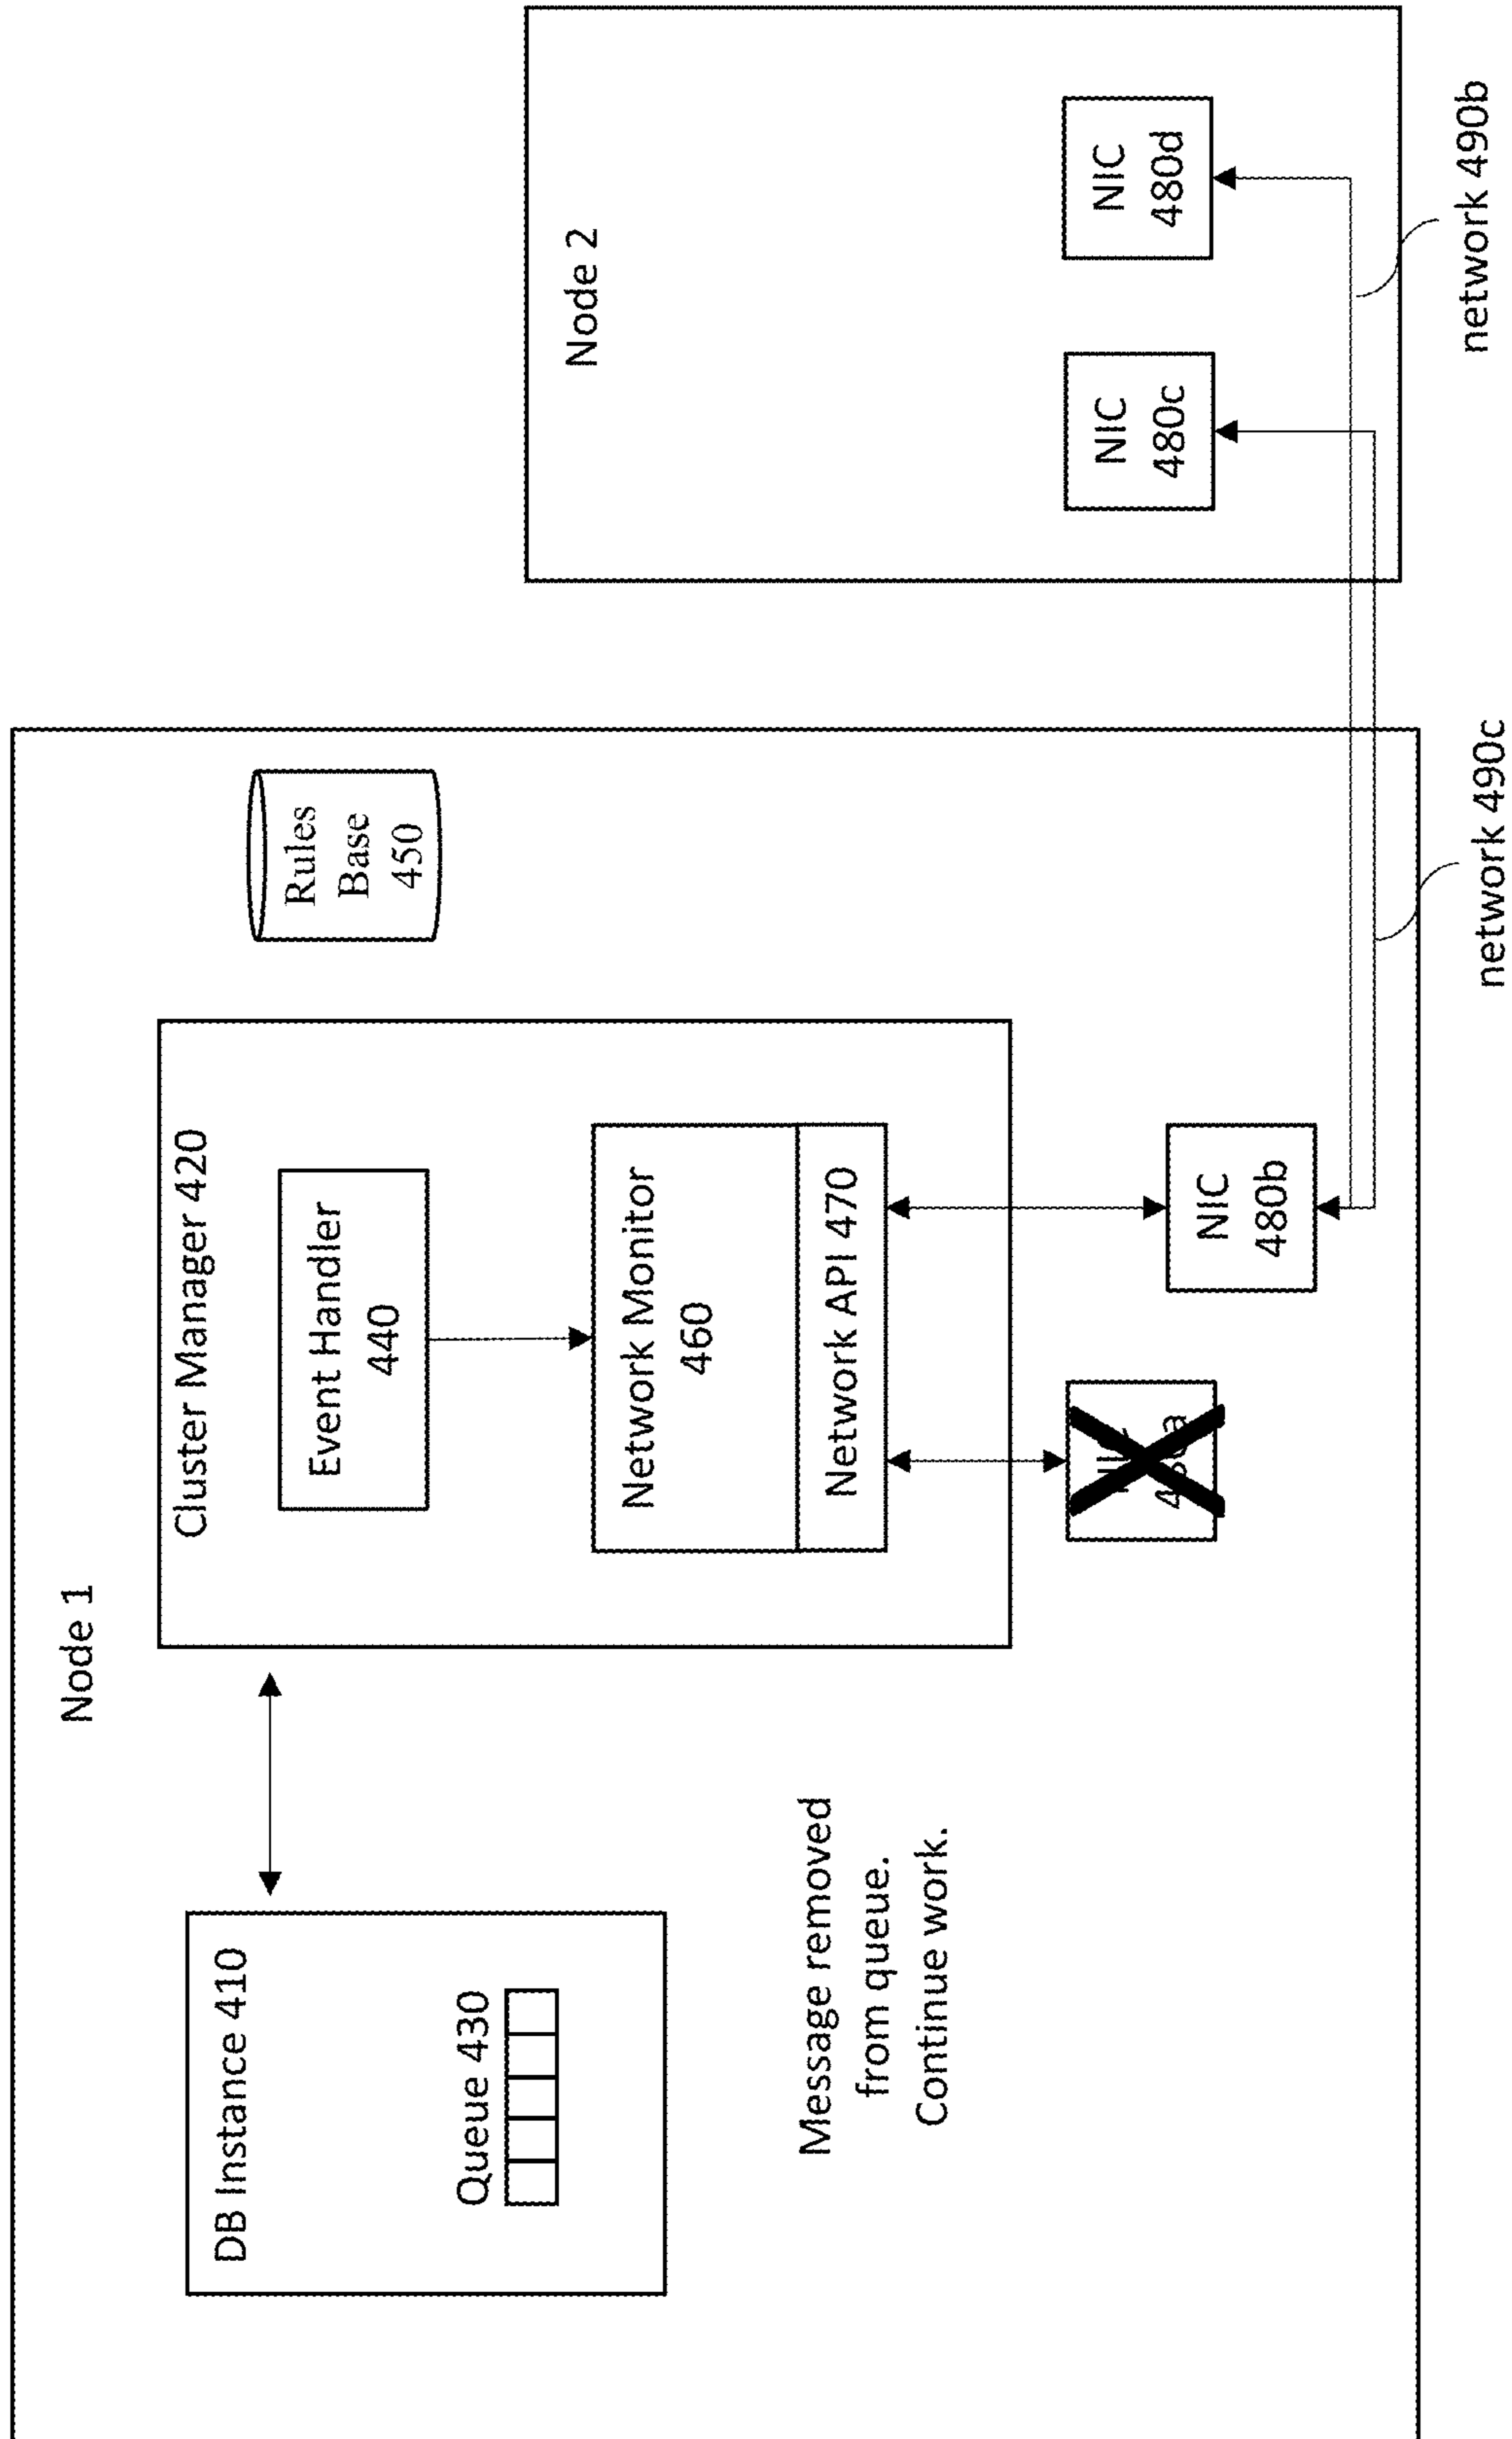 Node 1
DB Instance 410
Queue 430
Message removed
from queue.
Continue work.
Cluster Manager 420
Event Handler
440
Network Monitor
460
Network API 470
Rules
Base
450
NIC
480b
network 490c
Node 2
NIC
480c
NIC
480d
network 490b